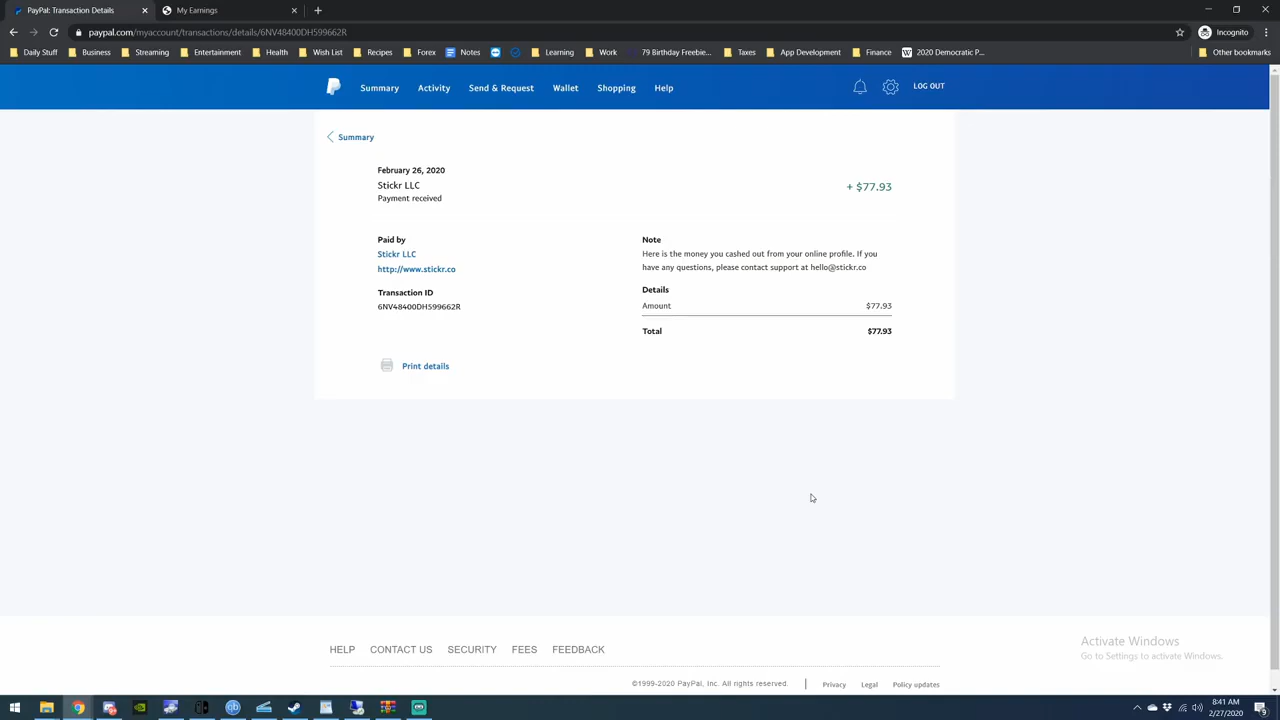 PayPal: Transaction Details
My Earnings
paypal.com/myaccount/transactions/details/6NV48400DH599662R
Incognito
Daily Stuff
Business
Streaming
Entertainment
Health
Wish List
Recipes
Forex
Notes
Learning
Work
79 Birthday Freebie...
Taxes
App Development
Finance
2020 Democratic P...
Other bookmarks
Summary
Activity
Send & Request
Wallet
Shopping
Help
LOG OUT
Summary
February 26, 2020
Stickr LLC
Payment received
+ $77.93
Paid by
Stickr LLC
http://www.stickr.co
Transaction ID
6NV48400DH599662R
Print details
Note
Here is the money you cashed out from your online profile. If you
have any questions, please contact support at hello@stickr.co
Details
Amount $77.93
Total $77.93
HELP
CONTACT US
SECURITY
FEES
FEEDBACK
©1999-2020 PayPal, Inc. All rights reserved.
Privacy
Legal
Policy updates
Activate Windows
Go to Settings to activate Windows.
8:41 AM
2/27/2020